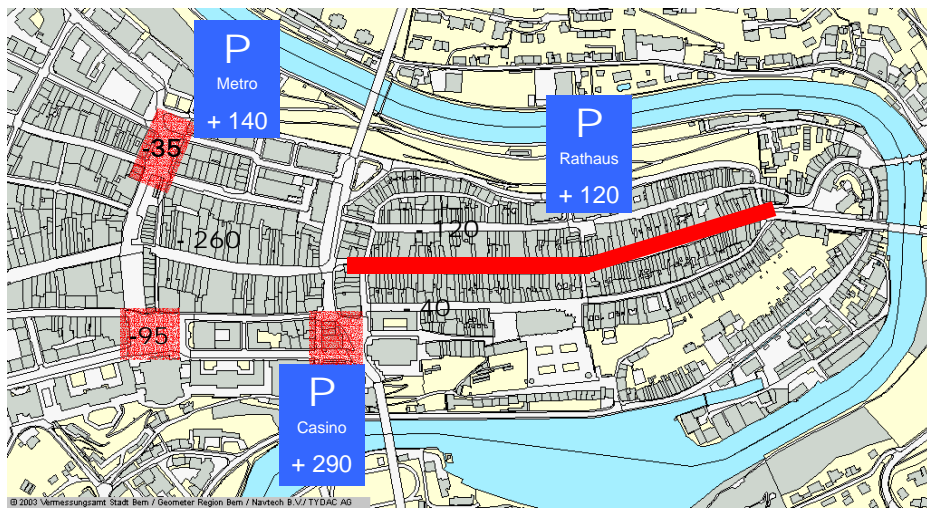 P
Metro
+ 140
-35
P
Rathaus
+ 120
- 120
- 260
- 40
-95
P
Casino
+ 290
© 2003 Vermessungsamt Stadt Bern / Geometer Region Bern / Navtech B.V./ TYDAC AG